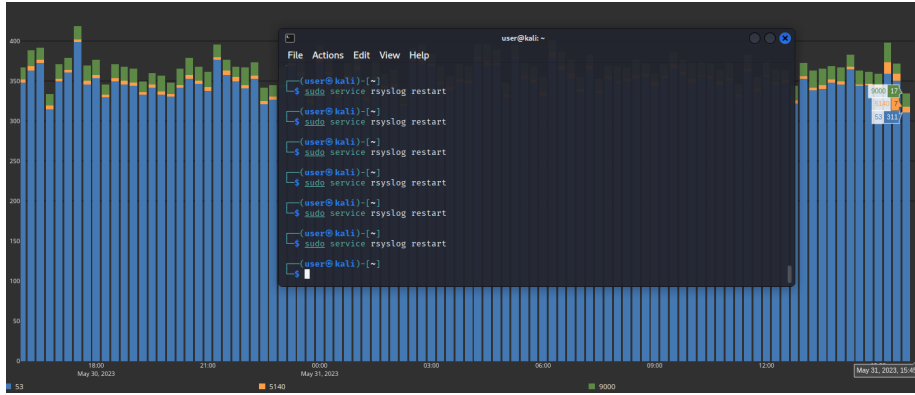 user@kali: ~
File Actions Edit View Help
(user㉿kali)-[~]
$ sudo service rsyslog restart
(user㉿kali)-[~]
$ sudo service rsyslog restart
(user㉿kali)-[~]
$ sudo service rsyslog restart
(user㉿kali)-[~]
$ sudo service rsyslog restart
(user㉿kali)-[~]
$ sudo service rsyslog restart
(user㉿kali)-[~]
$ sudo service rsyslog restart
(user㉿kali)-[~]
$
400
350
300
250
200
150
100
50
0
9000 17
5140 7
53 311
18:00
May 30, 2023
21:00
00:00
May 31, 2023
03:00
06:00
09:00
12:00
May 31, 2023, 15:45
53
5140
9000